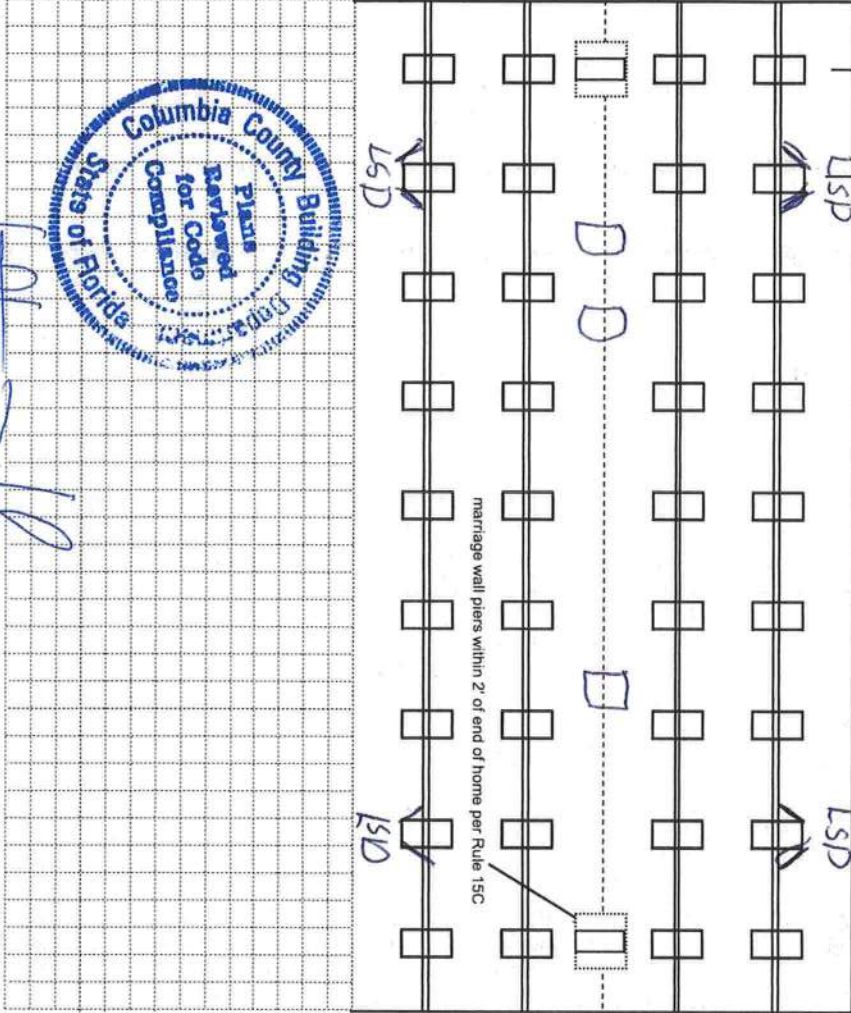 LSD
LSD
LSD
LSD
marriage wall piers within 2' of end of home per Rule 15C
Columbia County Building
State of Florida
Plans
Reviewed
for Code
Compliance